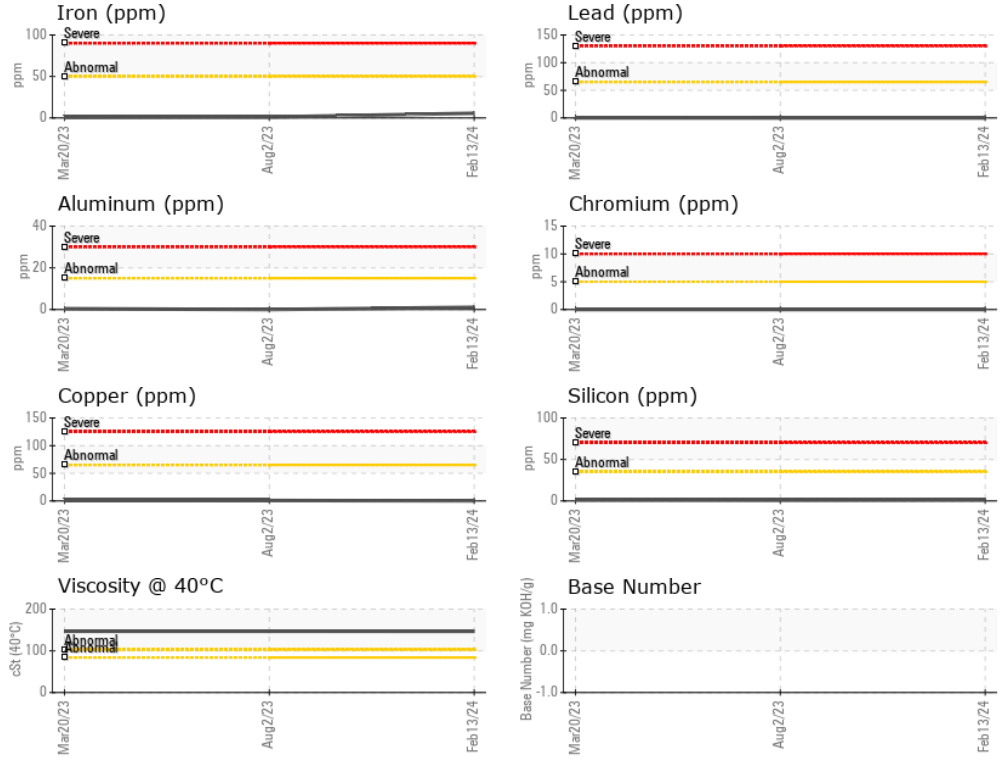 Iron (ppm)
100
50
0
ppm
Severe
Abnormal
Mar20/23
Aug2/23
Feb13/24
Lead (ppm)
150
100
50
0
ppm
Severe
Abnormal
Mar20/23
Aug2/23
Feb13/24
Aluminum (ppm)
40
20
0
ppm
Severe
Abnormal
Mar20/23
Aug2/23
Feb13/24
Chromium (ppm)
15
10
5
0
ppm
Severe
Abnormal
Mar20/23
Aug2/23
Feb13/24
Copper (ppm)
150
100
50
0
ppm
Severe
Abnormal
Mar20/23
Aug2/23
Feb13/24
Silicon (ppm)
100
50
0
ppm
Severe
Abnormal
Mar20/23
Aug2/23
Feb13/24
Viscosity @ 40°C
200
100
0
cSt (40°C)
Abnormal
Abnormal
Mar20/23
Aug2/23
Feb13/24
Base Number
1.0
0.0
-1.0
Base Number (mg KOH/g)
Mar20/23
Aug2/23
Feb13/24